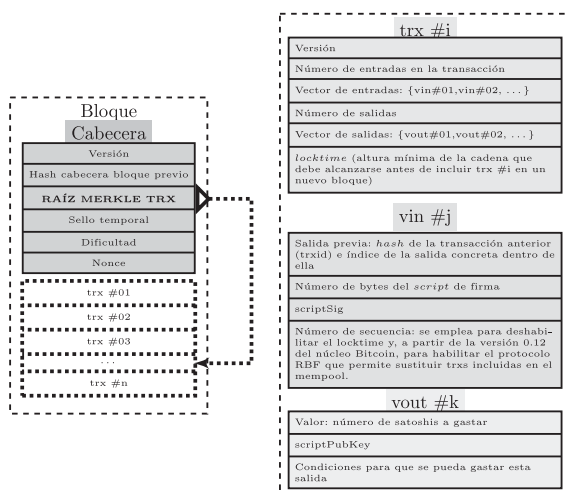 Bloque
Cabecera
Versión
Hash cabecera bloque previo
RAÍZ MERKLE TRX
Sello temporal
Dificultad
Nonce
trx #01
trx #02
trx #03
...
trx #n
trx #i
Versión
Número de entradas en la transacción
Vector de entradas: {vin#01,vin#02, ...}
Número de salidas
Vector de salidas: {vout#01,vout#02, ...}
locktime (altura mínima de la cadena que
debe alcanzarse antes de incluir trx #i en un
nuevo bloque)
vin #j
Salida previa: hash de la transacción anterior
(trxid) e índice de la salida concreta dentro de
ella
Número de bytes del script de firma
scriptSig
Número de secuencia: se emplea para deshabi-
litar el locktime y, a partir de la versión 0.12
del núcleo Bitcoin, para habilitar el protocolo
RBF que permite sustituir trxs incluidas en el
mempool.
vout #k
Valor: número de satoshis a gastar
scriptPubKey
Condiciones para que se pueda gastar esta
salida